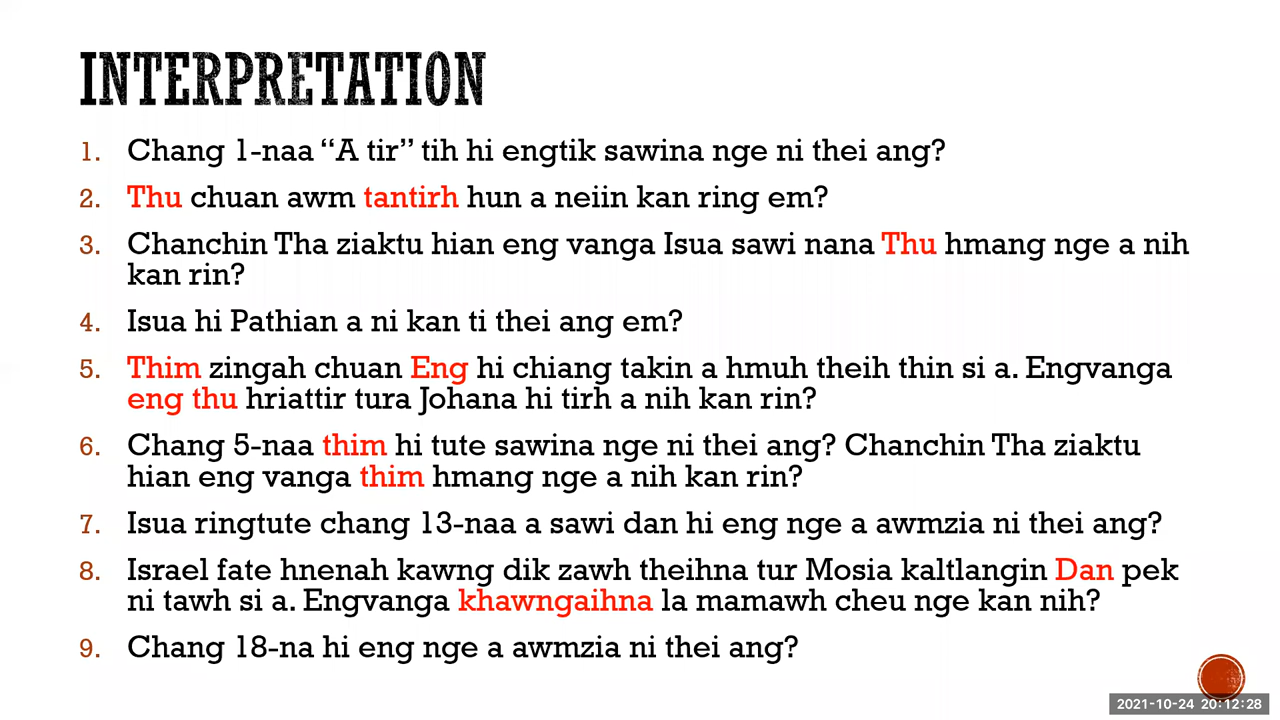 INTERPRETATION
1. Chang 1-naa “A tir” tih hi engtik sawina nge ni thei ang?
2. Thu chuan awm tantirh hun a neiin kan ring em?
3. Chanchin Tha ziaktu hian eng vanga Isua sawi nana Thu hmang nge a nih
kan rin?
4. Isua hi Pathian a ni kan ti thei ang em?
5. Thim zingah chuan Eng hi chiang takin a hmuh theih thin si a. Engvanga
eng thu hriattir tura Johana hi tirh a nih kan rin?
6. Chang 5-naa thim hi tute sawina nge ni thei ang? Chanchin Tha ziaktu
hian eng vanga thim hmang nge a nih kan rin?
7. Isua ringtute chang 13-naa a sawi dan hi eng nge a awmzia ni thei ang?
8. Israel fate hnenah kawng dik zawh theihna tur Mosia kaltlangin Dan pek
ni tawh si a. Engvanga khawngaihna la mamawh cheu nge kan nih?
9. Chang 18-na hi eng nge a awmzia ni thei ang?
2021-10-24 20:12:28